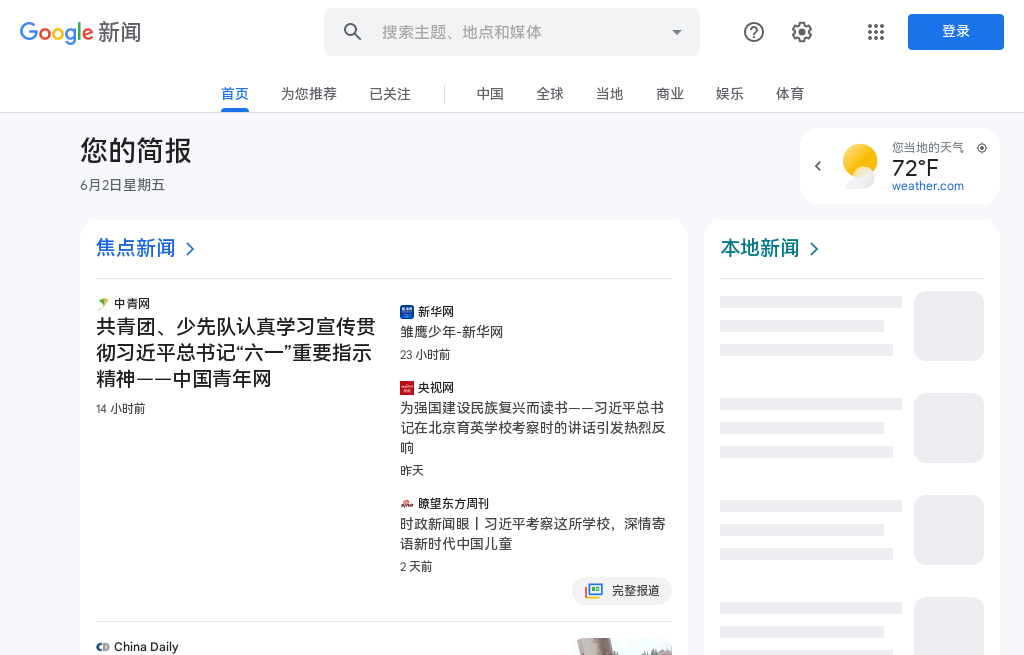 Google 新闻
搜索主题、地点和媒体
登录
首页
为您推荐
已关注
中国
全球
当地
商业
娱乐
体育
您的简报
6月2日星期五
您当地的天气
72°F
weather.com
焦点新闻
中青网
共青团、少先队认真学习宣传贯
彻习近平总书记“六一”重要指示
精神——中国青年网
14 小时前
新华网
雏鹰少年-新华网
23 小时前
央视网
为强国建设民族复兴而读书——习近平总书
记在北京育英学校考察时的讲话引发热烈反
响
昨天
瞭望东方周刊
时政新闻眼丨习近平考察这所学校，深情寄
语新时代中国儿童
2 天前
完整报道
China Daily
本地新闻